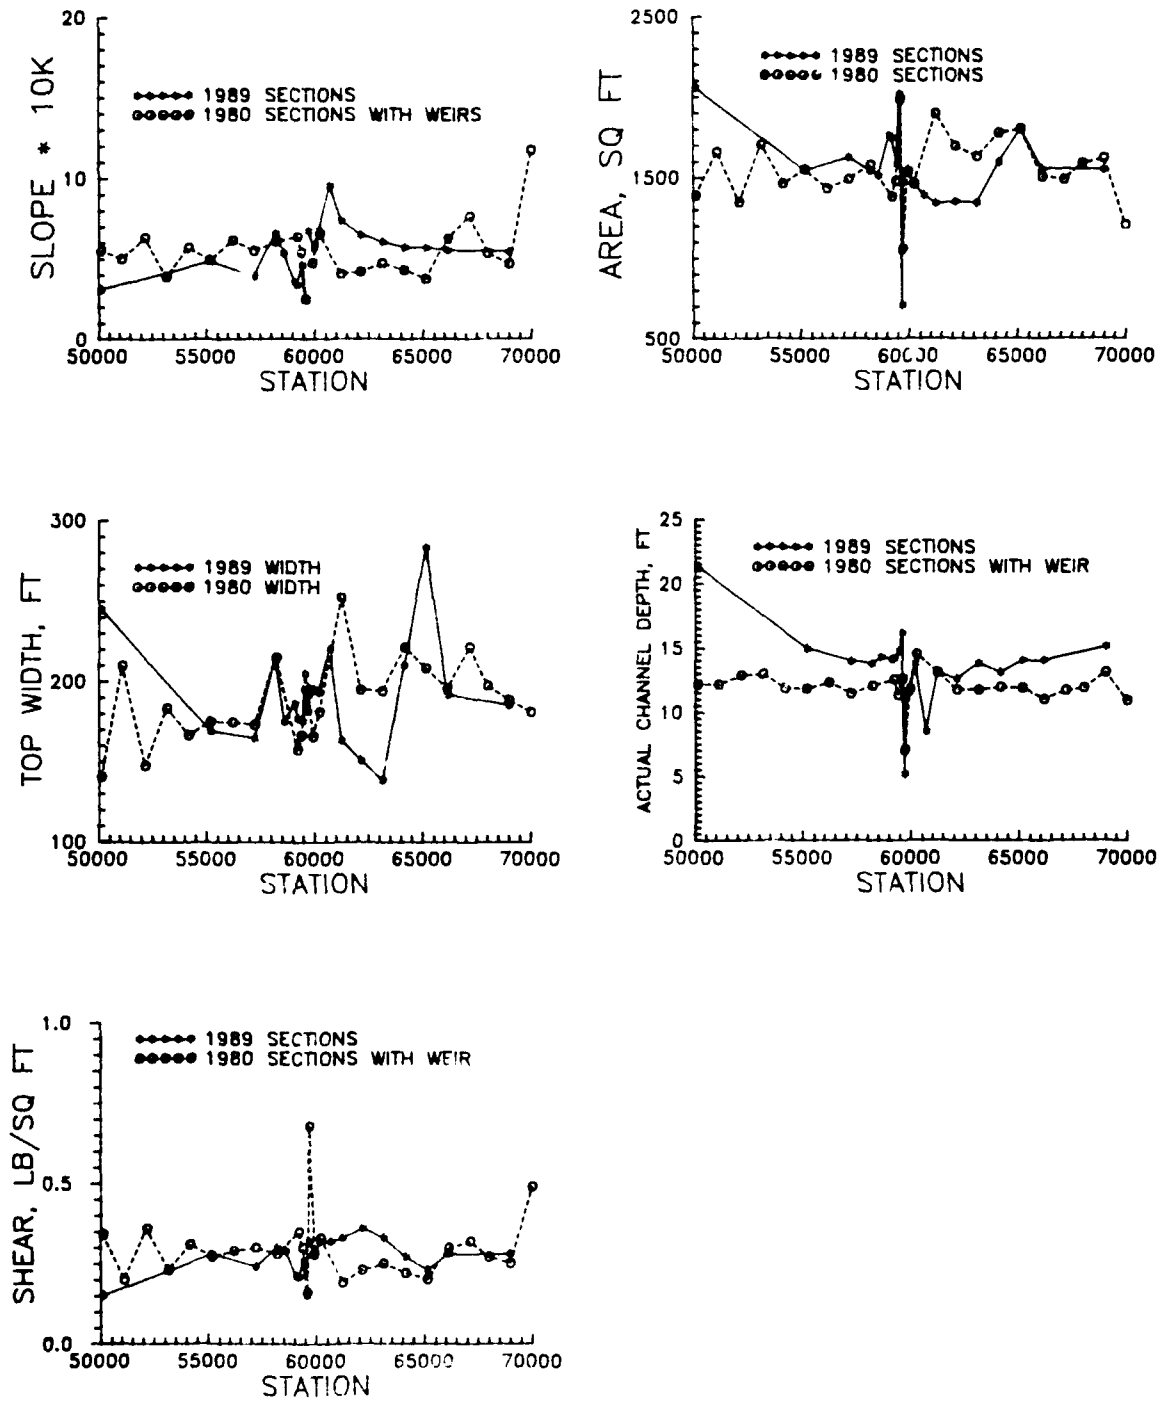 20
10
0
SLOPE * 10K
1989 SECTIONS
1980 SECTIONS WITH WEIRS
50000 55000 60000 65000 70000
STATION
2500
1500
500
AREA, SQ FT
1989 SECTIONS
1980 SECTIONS
50000 55000 65000 70000
STATION
300
200
100
TOP WIDTH, FT
1989 WIDTH
1980 WIDTH
50000 55000 60000 65000 70000
STATION
25
20
15
10
5
0
ACTUAL CHANNEL DEPTH, FT
1989 SECTIONS
1980 SECTIONS WITH WEIR
50000 55000 60000 65000 70000
STATION
1.0
0.5
0.0
SHEAR, LB/SQ FT
1989 SECTIONS
1980 SECTIONS WITH WEIR
50000 55000 60000 65000 70000
STATION